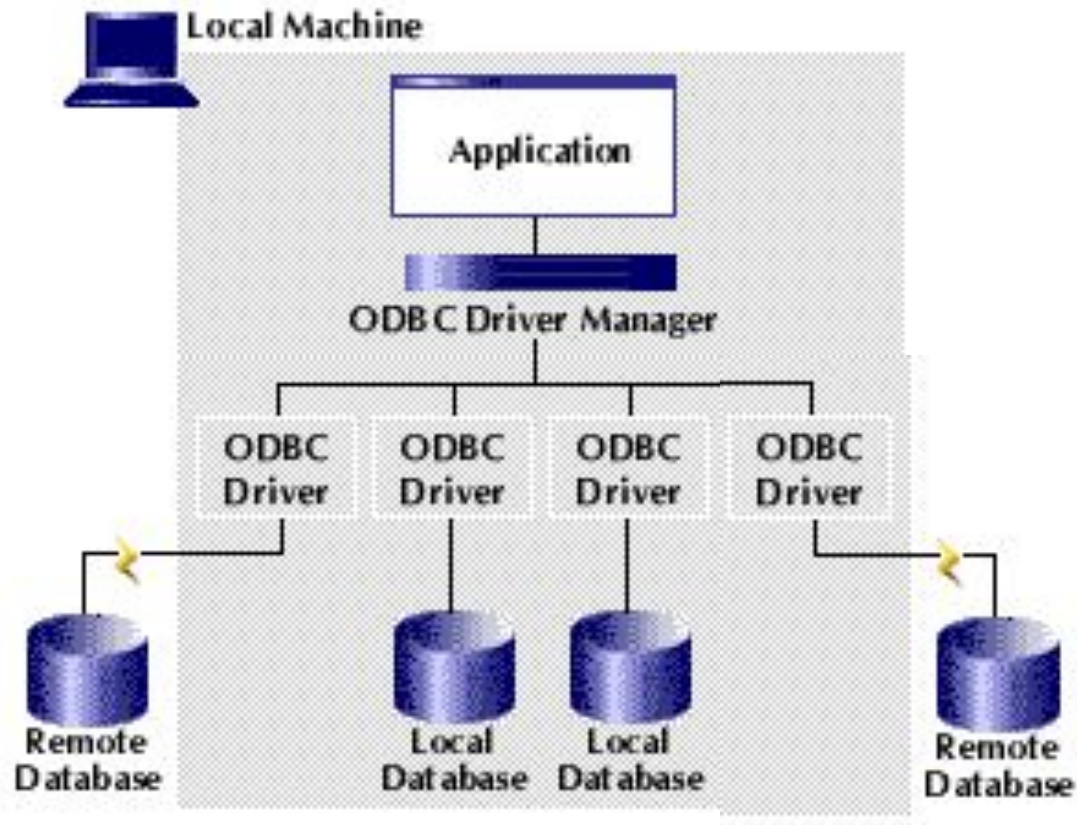 Local Machine
Application
ODBC Driver Manager
ODBC
Driver
ODBC
Driver
ODBC
Driver
ODBC
Driver
Remote
Database
Local
Database
Local
Database
Remote
Database